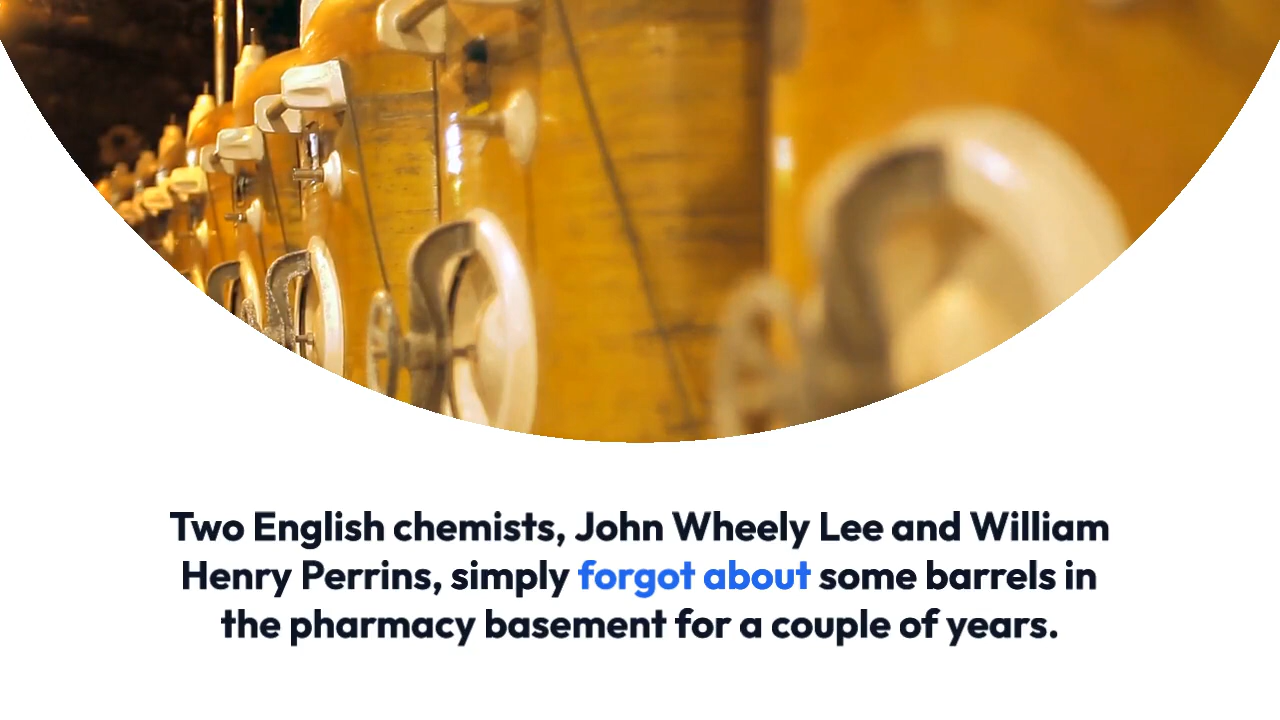 Two English chemists, John Wheely Lee and William
Henry Perrins, simply forgot about some barrels in
the pharmacy basement for a couple of years.